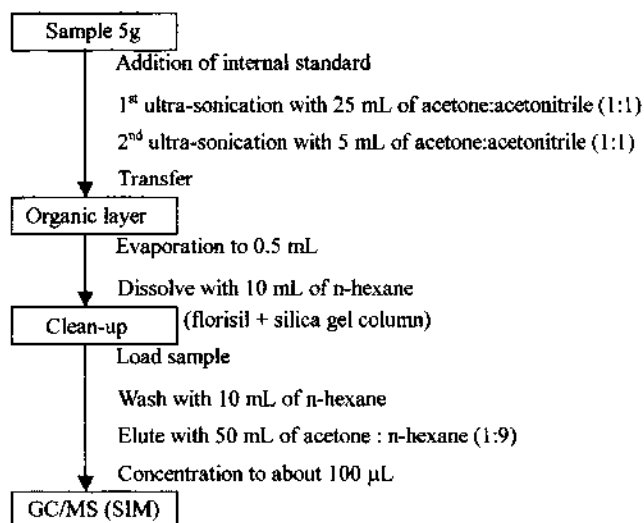 Sample 5g
Addition of internal standard
1st ultra-sonication with 25 mL of acetone:acetonitrile (1:1)
2nd ultra-sonication with 5 mL of acetone:acetonitrile (1:1)
Transfer
Organic layer
Evaporation to 0.5 mL
Dissolve with 10 mL of n-hexane
Clean-up (florisil + silica gel column)
Load sample
Wash with 10 mL of n-hexane
Elute with 50 mL of acetone : n-hexane (1:9)
Concentration to about 100 μL
GC/MS (SIM)